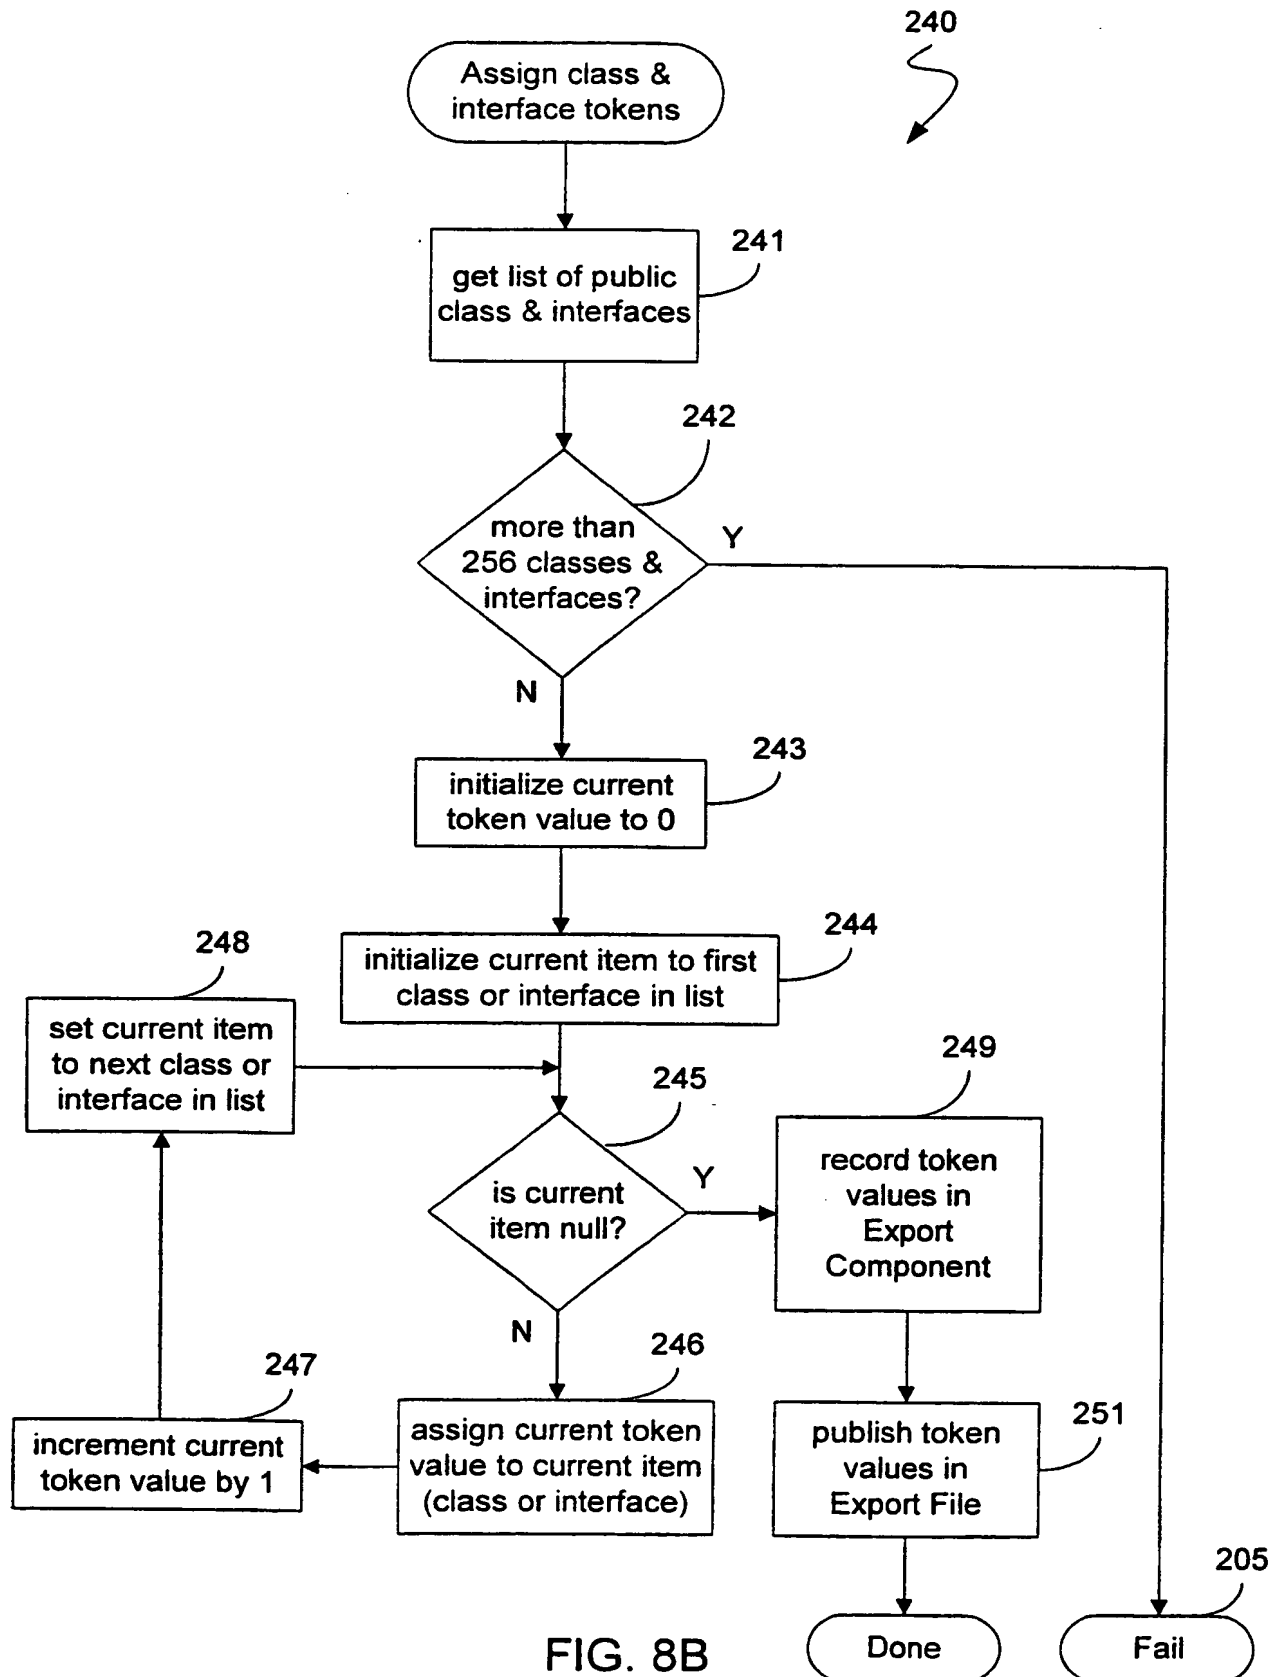 240
Assign class &
interface tokens
241
get list of public
class & interfaces
242
more than
256 classes &
interfaces?
Y
N
243
initialize current
token value to 0
244
initialize current item to first
class or interface in list
248
set current item
to next class or
interface in list
245
is current
item null?
Y
N
249
record token
values in
Export
Component
246
assign current token
value to current item
(class or interface)
247
increment current
token value by 1
251
publish token
values in
Export File
205
Done
Fail
FIG. 8B